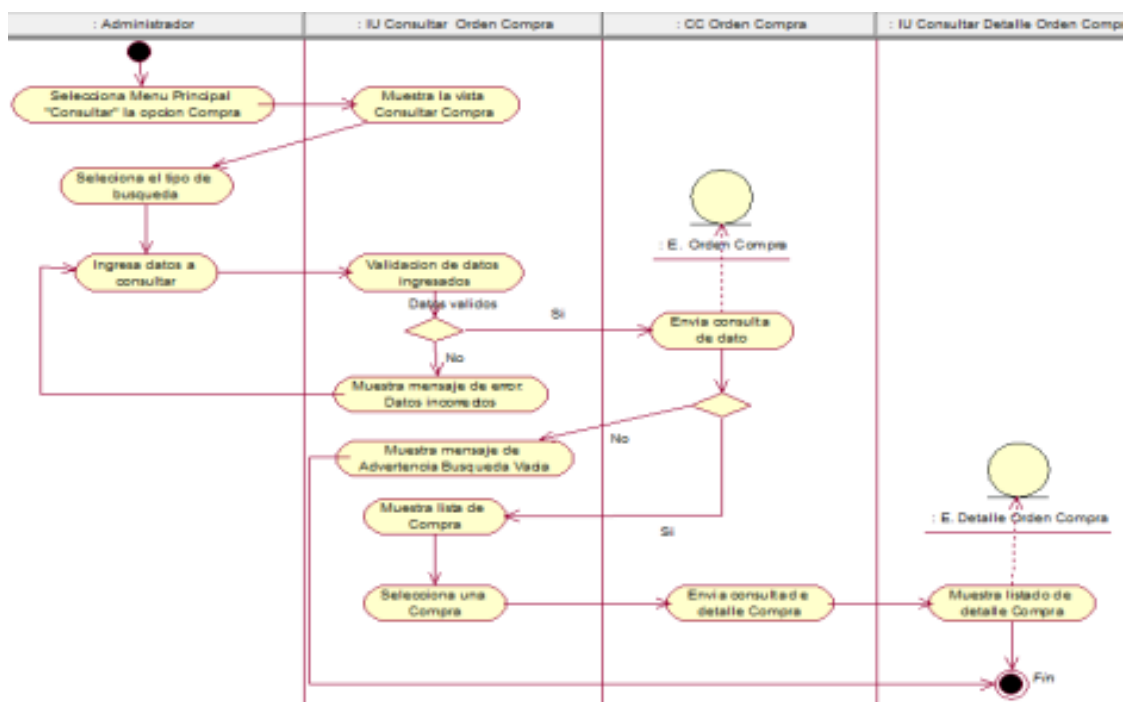 : Administrador
: IU Consultar Orden Compra
: CC Orden Compra
: IU Consultar Detalle Orden Compr
Selecciona Menu Principal
"Consultar" la opcion Compra
Muestra la vista
Consultar Compra
Seleciona el tipo de
busqueda
: E. Orden Compra
Ingresa datos a
consultar
Validacion de datos
ingresados
Datos validos
Si
Envia consulta
de dato
No
Muestra mensaje de error:
Datos incorrectos
No
Muestra mensaje de
Advertencia Busqueda Vacia
Muestra lista de
Compra
Si
: E. Detalle Orden Compra
Selecciona una
Compra
Envia consulta de
detalle Compra
Muestra listado de
detalle Compra
Fin